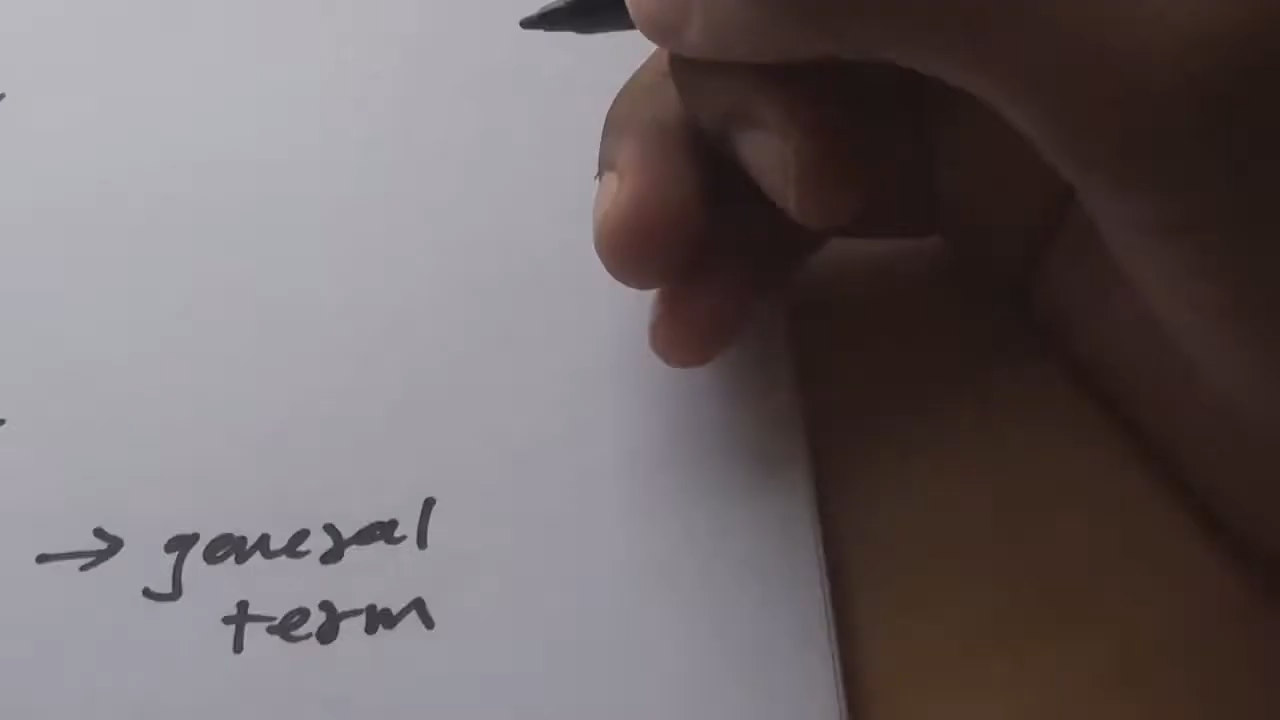 → general
term